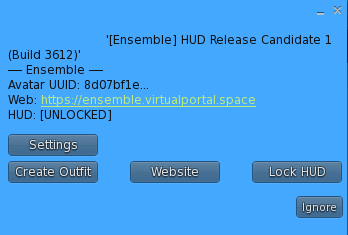 '[Ensemble] HUD Release Candidate 1
(Build 3612)'
── Ensemble ──
Avatar UUID: 8d07bf1e...
Web: https://ensemble.virtualportal.space
HUD: [UNLOCKED]
Settings
Create Outfit Website Lock HUD
Ignore